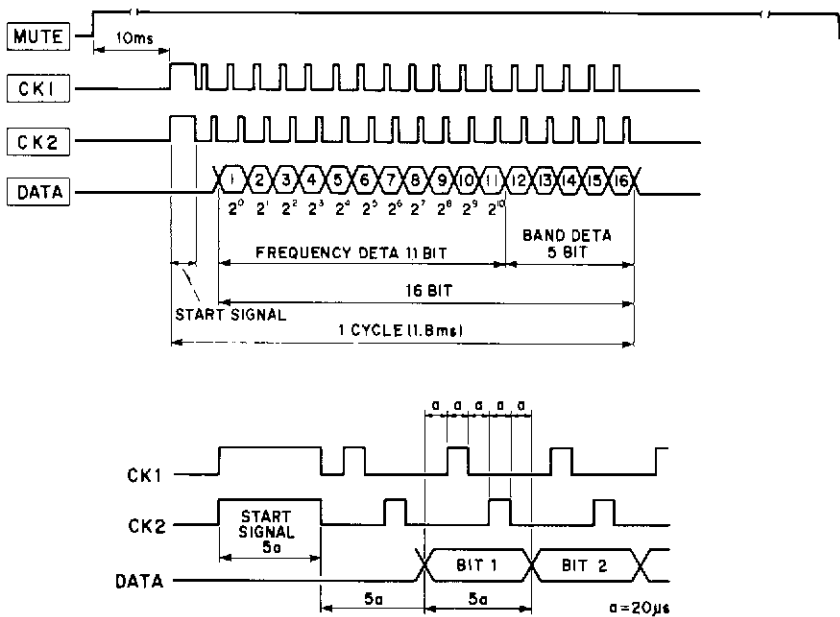 MUTE
10ms
CK1
CK2
DATA
1 2 3 4 5 6 7 8 9 10 11 12 13 14 15 16
2⁰ 2¹ 2² 2³ 2⁴ 2⁵ 2⁶ 2⁷ 2⁸ 2⁹ 2¹⁰
FREQUENCY DETA 11 BIT
BAND DETA
5 BIT
16 BIT
START SIGNAL
1 CYCLE (1.8ms)
a a a a a
CK1
CK2
START
SIGNAL
5a
DATA
BIT 1
BIT 2
5a
5a
a=20μs